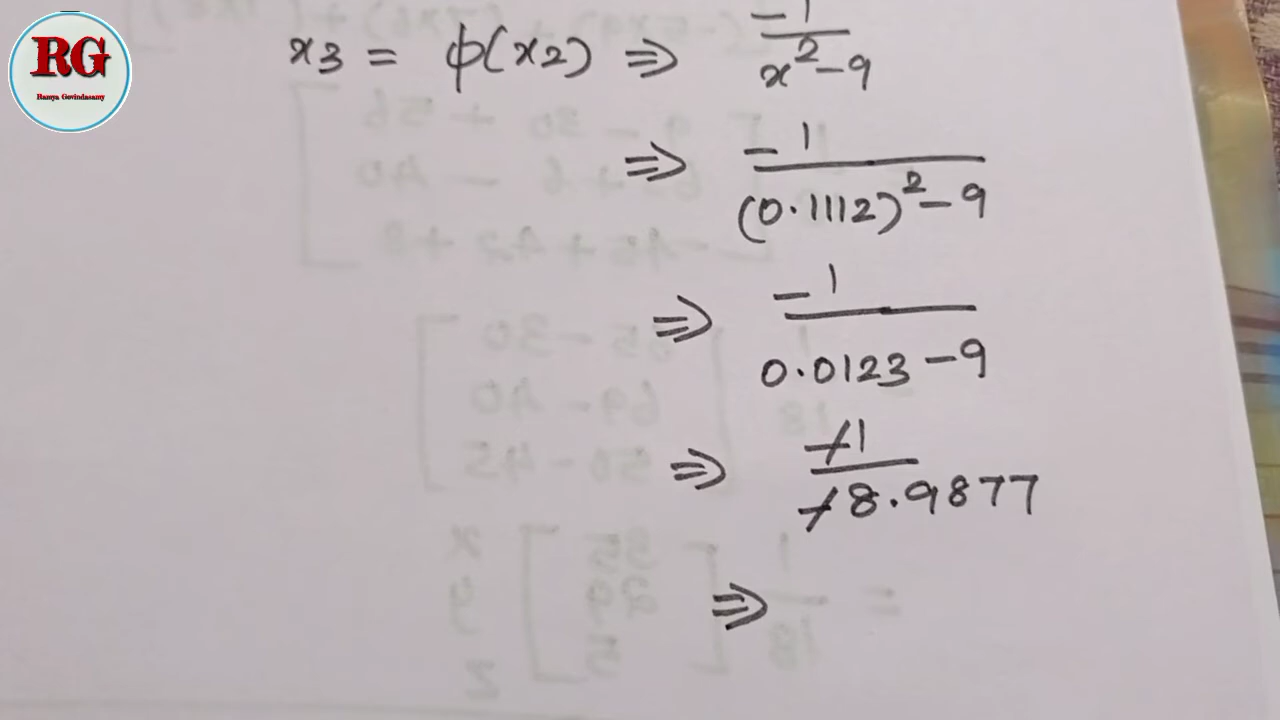 RG
Ramya Govindasamy
x3 = φ(x2) ⇒ -1/x²-9
⇒ -1/(0.1112)²-9
⇒ -1/0.0123-9
⇒ -1/-8.9877
⇒